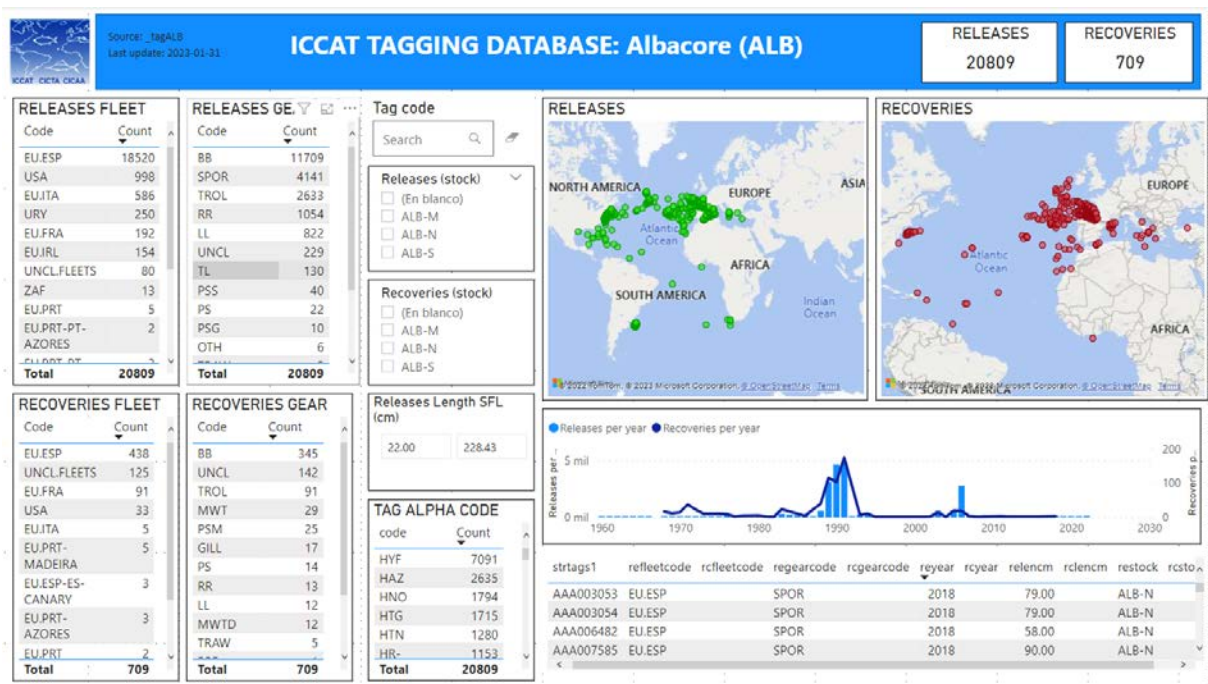 Source: _tagALB
Last update: 2023-01-31
ICCAT CICTA CICAA
ICCAT TAGGING DATABASE: Albacore (ALB)
RELEASES
20809
RECOVERIES
709
RELEASES FLEET
Code Count
EU.ESP 18520
USA 998
EU.ITA 586
URY 250
EU.FRA 192
EU.IRL 154
UNCL.FLEETS 80
ZAF 13
EU.PRT 5
EU.PRT-PT-
AZORES 2
Total 20809
RELEASES GE.
Code Count
BB 11709
SPOR 4141
TROL 2633
RR 1054
LL 822
UNCL 229
TL 130
PSS 40
PS 22
PSG 10
OTH 6
Total 20809
Tag code
Search
Releases (stock)
(En blanco)
ALB-M
ALB-N
ALB-S
Recoveries (stock)
(En blanco)
ALB-M
ALB-N
ALB-S
RELEASES
NORTH AMERICA
EUROPE
ASIA
Atlantic
Ocean
AFRICA
SOUTH AMERICA
Indian
Ocean
© 2023 Microsoft Corporation, © OpenStreetMap Terms
RECOVERIES
EUROPE
Atlantic
Ocean
AFRICA
SOUTH AMERICA
© OpenStreetMap Terms
RECOVERIES FLEET
Code Count
EU.ESP 438
UNCL.FLEETS 125
EU.FRA 91
USA 33
EU.ITA 5
EU.PRT-
MADEIRA 5
EU.ESP-ES-
CANARY 3
EU.PRT-
AZORES 3
EU.PRT 2
Total 709
RECOVERIES GEAR
Code Count
BB 345
UNCL 142
TROL 91
MWT 29
PSM 25
GILL 17
PS 14
RR 13
LL 12
MWTD 12
TRAW 5
Total 709
Releases Length SFL
(cm)
22.00 228.43
TAG ALPHA CODE
code Count
HYF 7091
HAZ 2635
HNO 1794
HTG 1715
HTN 1280
HR- 1153
Total 20809
Releases per year Recoveries per year
Releases per ...
5 mil
0 mil
200
100
0
Recoveries p...
1960 1970 1980 1990 2000 2010 2020 2030
strtags1 refleetcode rcfleetcode regearcode rcgearcode reyear rcyear relencm rclencm restock rcsto
AAA003053 EU.ESP SPOR 2018 79.00 ALB-N
AAA003054 EU.ESP SPOR 2018 79.00 ALB-N
AAA006482 EU.ESP SPOR 2018 58.00 ALB-N
AAA007585 EU.ESP SPOR 2018 90.00 ALB-N